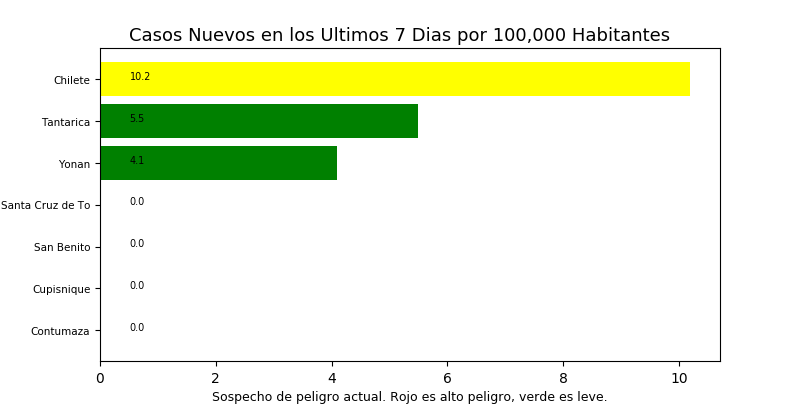 Casos Nuevos en los Ultimos 7 Dias por 100,000 Habitantes
Chilete 10.2
Tantarica 5.5
Yonan 4.1
Santa Cruz de To 0.0
San Benito 0.0
Cupisnique 0.0
Contumaza 0.0
0 2 4 6 8 10
Sospecho de peligro actual. Rojo es alto peligro, verde es leve.